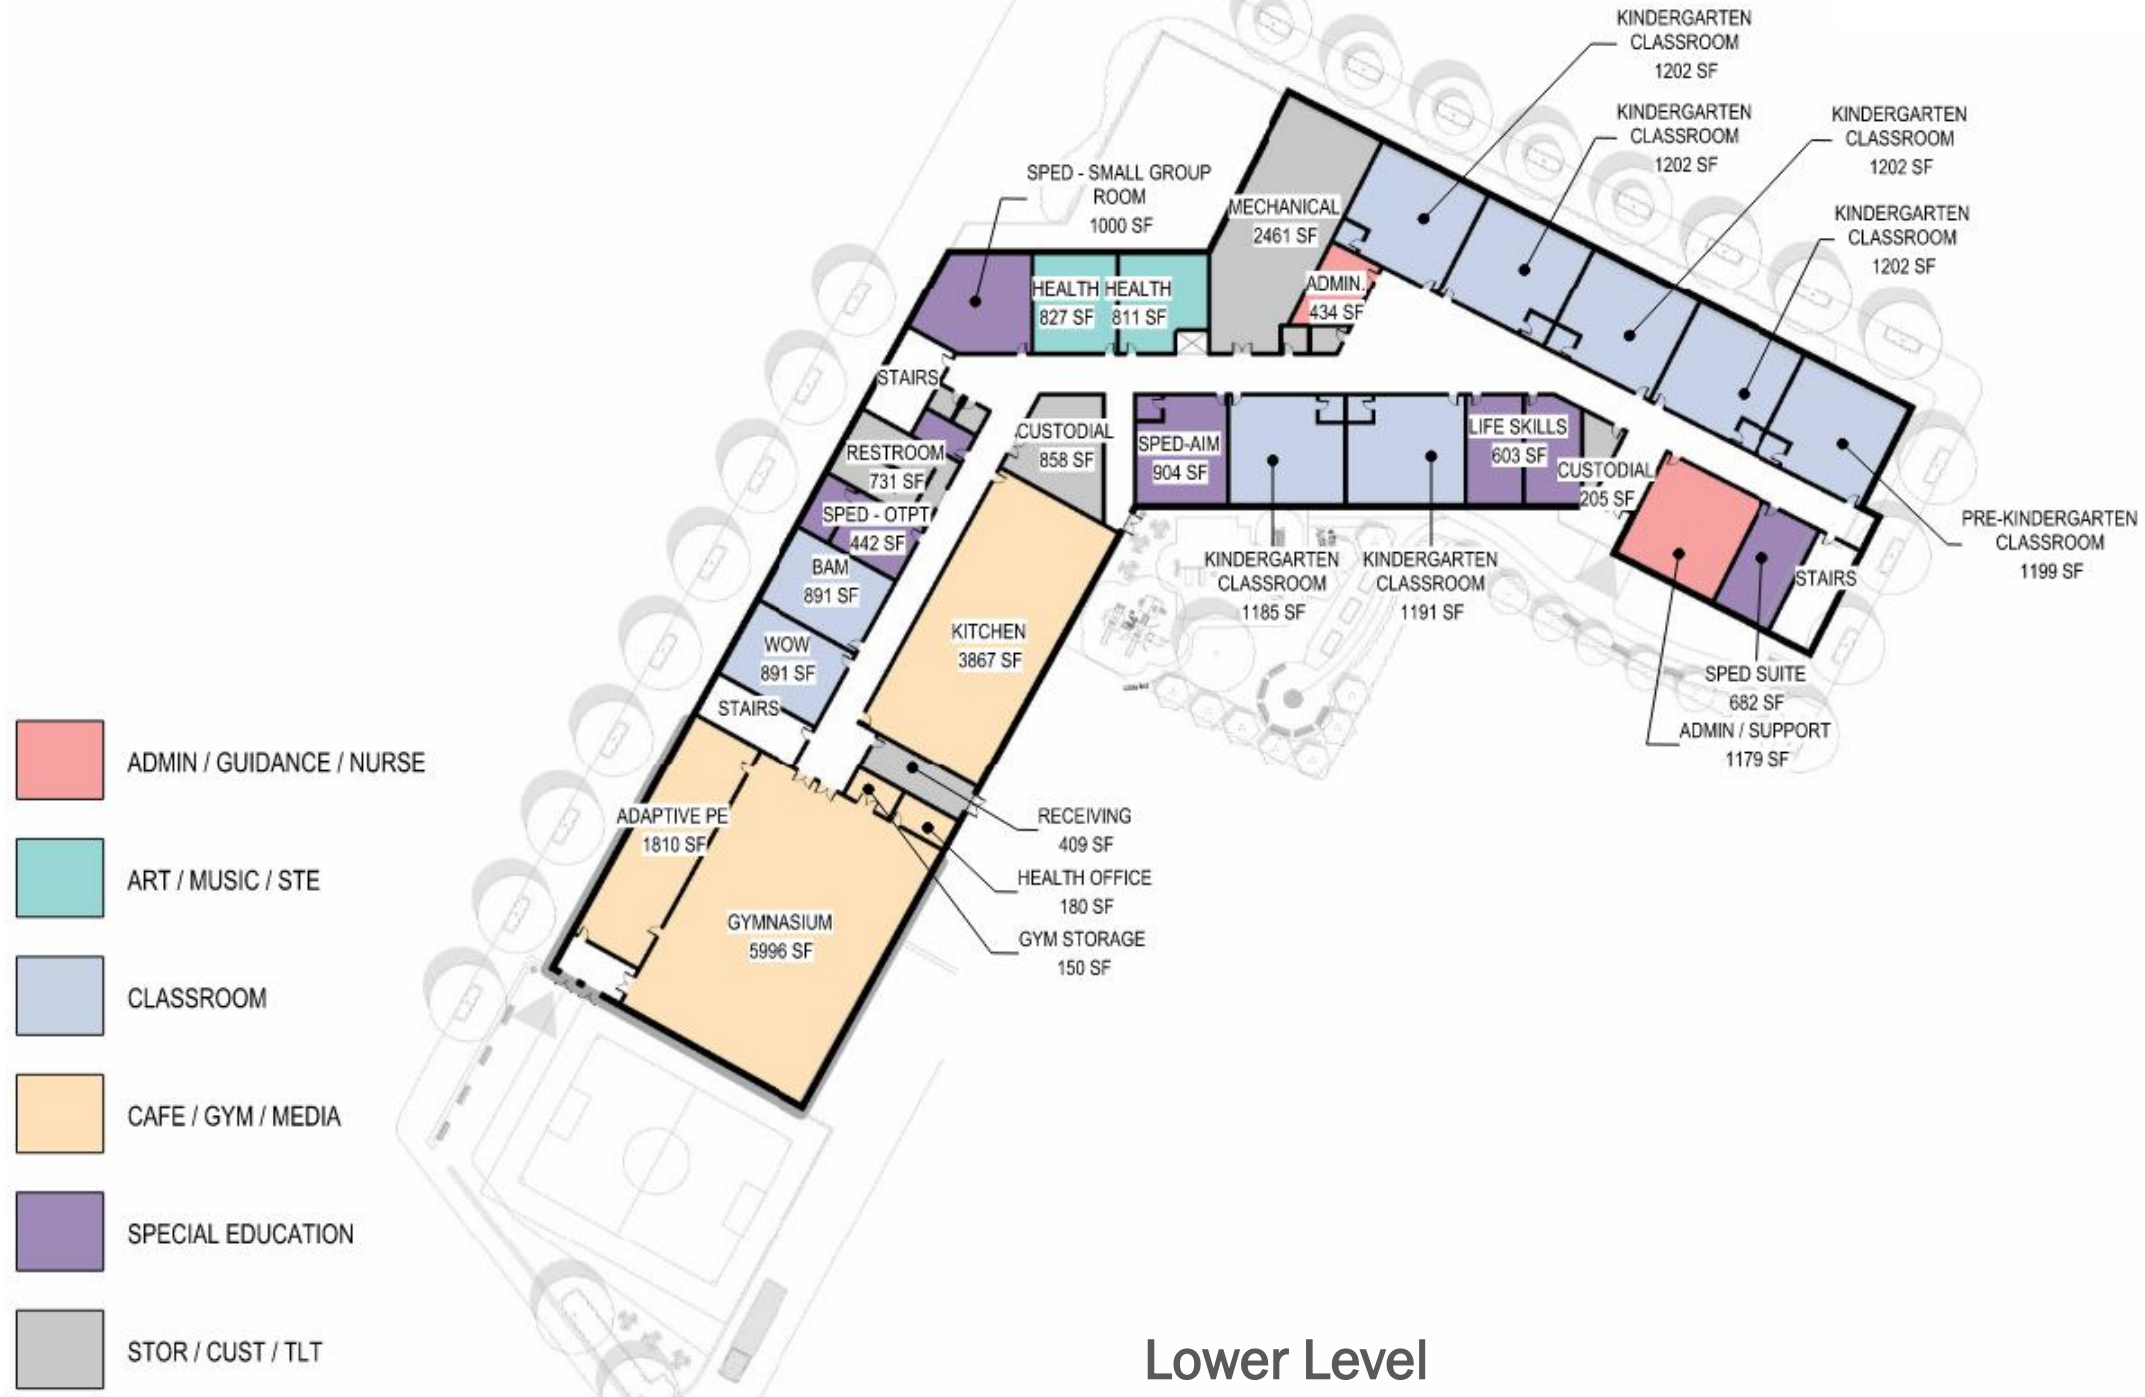 KINDERGARTEN
CLASSROOM
1202 SF
KINDERGARTEN
CLASSROOM
1202 SF
KINDERGARTEN
CLASSROOM
1202 SF
KINDERGARTEN
CLASSROOM
1202 SF
SPED - SMALL GROUP
ROOM
1000 SF
MECHANICAL
2461 SF
HEALTH
827 SF
HEALTH
811 SF
ADMIN.
434 SF
STAIRS
CUSTODIAL
858 SF
SPED-AIM
904 SF
LIFE SKILLS
603 SF
CUSTODIAL
205 SF
RESTROOM
731 SF
SPED - OTPT
442 SF
BAM
891 SF
WOW
891 SF
STAIRS
KITCHEN
3867 SF
KINDERGARTEN
CLASSROOM
1185 SF
KINDERGARTEN
CLASSROOM
1191 SF
PRE-KINDERGARTEN
CLASSROOM
1199 SF
STAIRS
SPED SUITE
682 SF
ADMIN / SUPPORT
1179 SF
ADAPTIVE PE
1810 SF
GYMNASIUM
5996 SF
RECEIVING
409 SF
HEALTH OFFICE
180 SF
GYM STORAGE
150 SF
ADMIN / GUIDANCE / NURSE
ART / MUSIC / STE
CLASSROOM
CAFE / GYM / MEDIA
SPECIAL EDUCATION
STOR / CUST / TLT
Lower Level